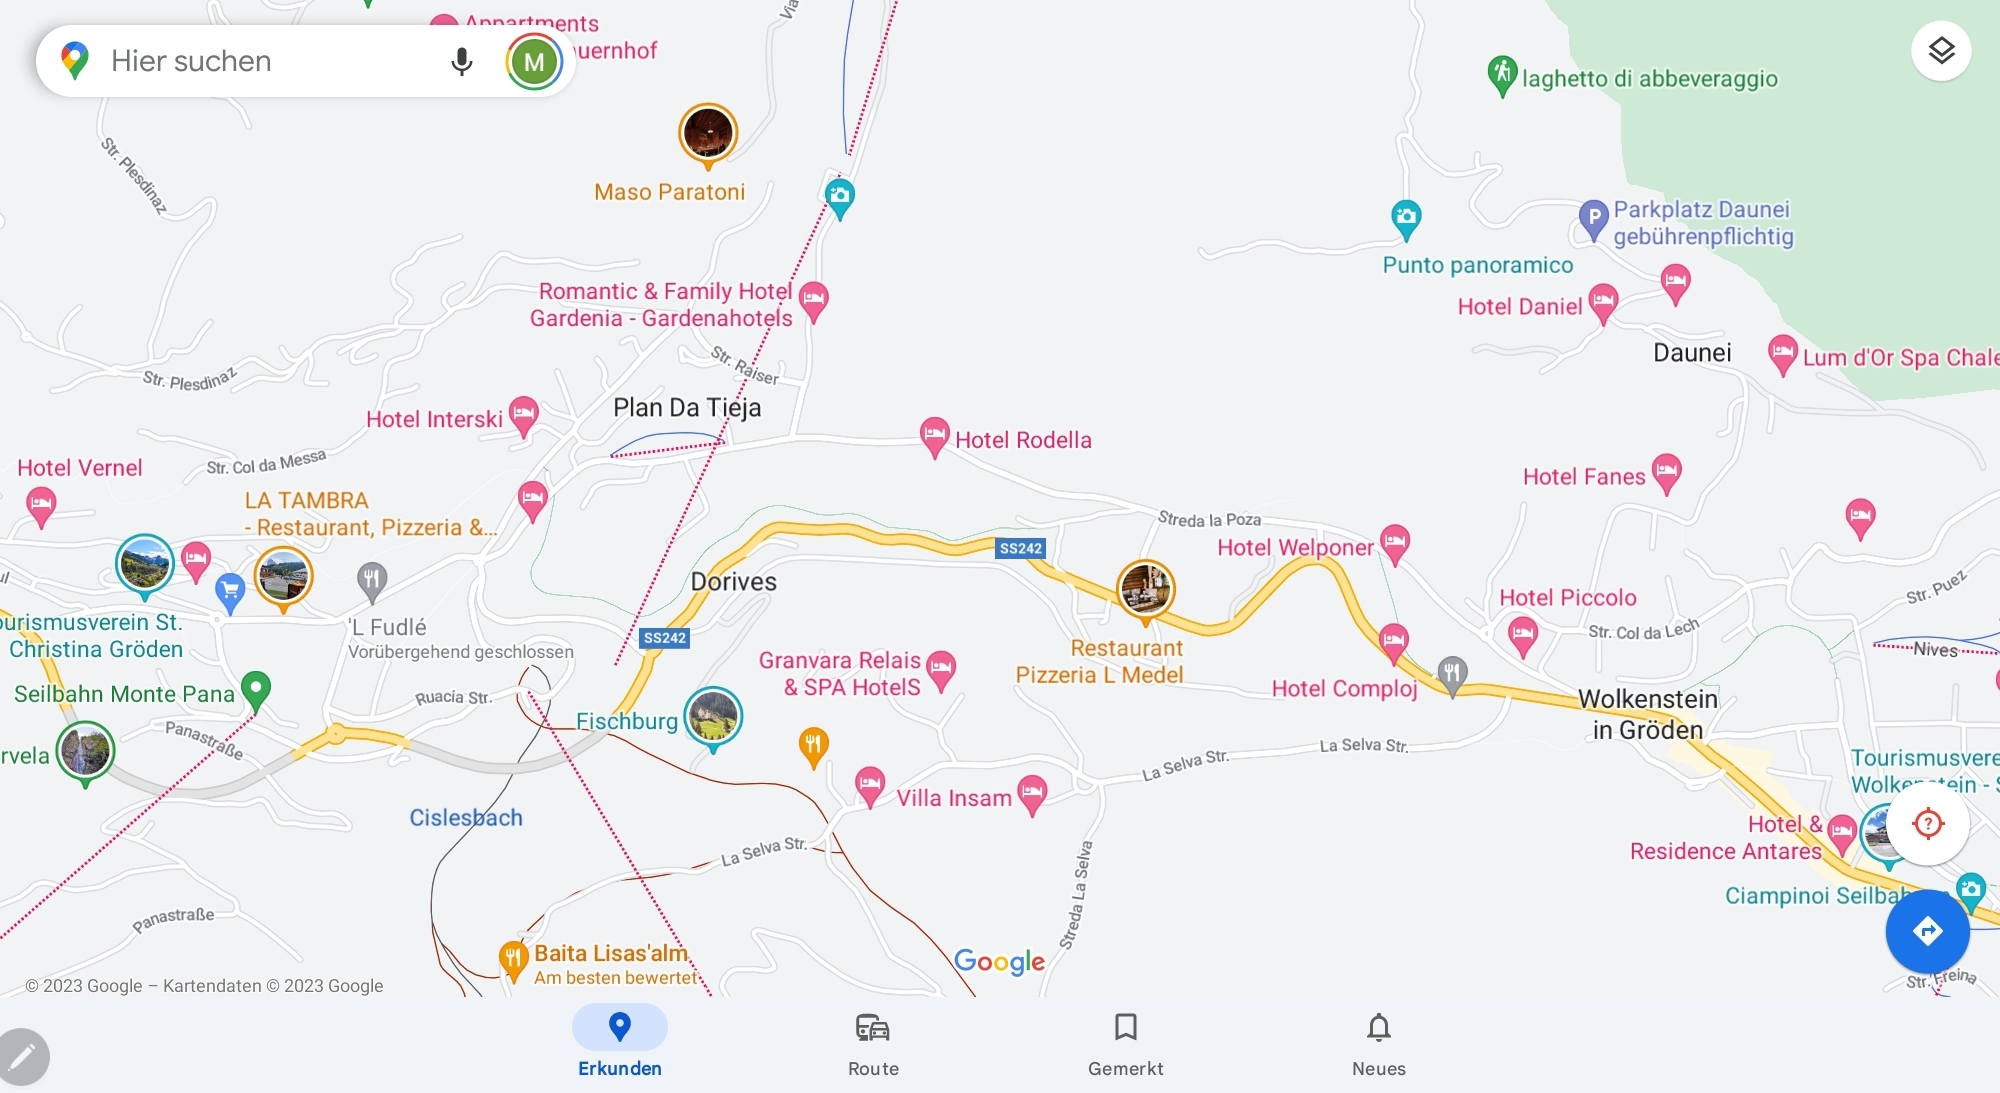 Appartments
uernhof
Hier suchen
M
Via
laghetto di abbeveraggio
Str. Plesdinaz
Maso Paratoni
P
Parkplatz Daunei
gebührenpflichtig
Punto panoramico
Romantic & Family Hotel
Gardenia - Gardenahotels
Hotel Daniel
Daunei
Lum d'Or Spa Chale
Str. Raiser
Str. Plesdinaz
Plan Da Tieja
Hotel Interski
Hotel Rodella
Str. Col da Messa
Hotel Vernel
Hotel Fanes
LA TAMBRA
- Restaurant, Pizzeria &...
Streda la Poza
SS242
Hotel Welponer
Dorives
Str. Puez
Hotel Piccolo
ourismusverein St.
Christina Gröden
'L Fudlé
Vorübergehend geschlossen
SS242
Str. Col da Lech
Nives
Restaurant
Pizzeria L Medel
Granvara Relais
& SPA HotelS
Hotel Comploj
Seilbahn Monte Pana
Ruacia Str.
Wolkenstein
in Gröden
Fischburg
Panastraße
rvela
La Selva Str.
La Selva Str.
Tourismusvere
Wolkenstein - S
Villa Insam
Cislesbach
Hotel &
Residence Antares
La Selva Str.
Streda La Selva
Ciampinoi Seilbah
Panastraße
Baita Lisas'alm
Am besten bewertet
Google
Str. Freina
© 2023 Google – Kartendaten © 2023 Google
Erkunden
Route
Gemerkt
Neues